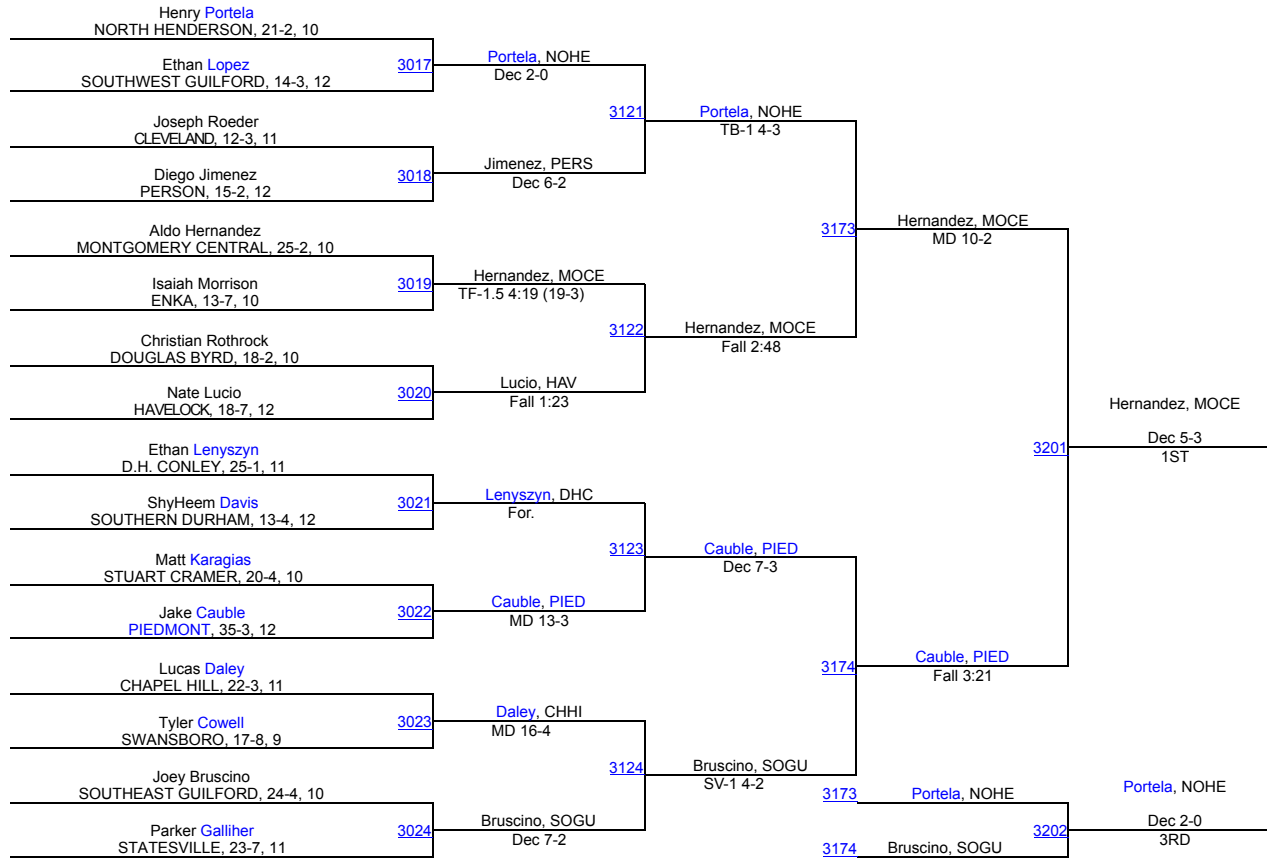 Henry Portela
NORTH HENDERSON, 21-2, 10
Ethan Lopez
SOUTHWEST GUILFORD, 14-3, 12
3017
Portela, NOHE
Dec 2-0
Joseph Roeder
CLEVELAND, 12-3, 11
Diego Jimenez
PERSON, 15-2, 12
3018
Jimenez, PERS
Dec 6-2
3121
Portela, NOHE
TB-1 4-3
Aldo Hernandez
MONTGOMERY CENTRAL, 25-2, 10
Isaiah Morrison
ENKA, 13-7, 10
3019
Hernandez, MOCE
TF-1.5 4:19 (19-3)
Christian Rothrock
DOUGLAS BYRD, 18-2, 10
Nate Lucio
HAVELOCK, 18-7, 12
3020
Lucio, HAV
Fall 1:23
3122
Hernandez, MOCE
Fall 2:48
3173
Hernandez, MOCE
MD 10-2
Ethan Lenyszyn
D.H. CONLEY, 25-1, 11
ShyHeem Davis
SOUTHERN DURHAM, 13-4, 12
3021
Lenyszyn, DHC
For.
Matt Karagias
STUART CRAMER, 20-4, 10
Jake Cauble
PIEDMONT, 35-3, 12
3022
Cauble, PIED
MD 13-3
3123
Cauble, PIED
Dec 7-3
Lucas Daley
CHAPEL HILL, 22-3, 11
Tyler Cowell
SWANSBORO, 17-8, 9
3023
Daley, CHHI
MD 16-4
Joey Bruscino
SOUTHEAST GUILFORD, 24-4, 10
Parker Galliher
STATESVILLE, 23-7, 11
3024
Bruscino, SOGU
Dec 7-2
3124
Bruscino, SOGU
SV-1 4-2
3174
Cauble, PIED
Fall 3:21
3201
Hernandez, MOCE
Dec 5-3
1ST
3173
Portela, NOHE
3174
Bruscino, SOGU
3202
Portela, NOHE
Dec 2-0
3RD